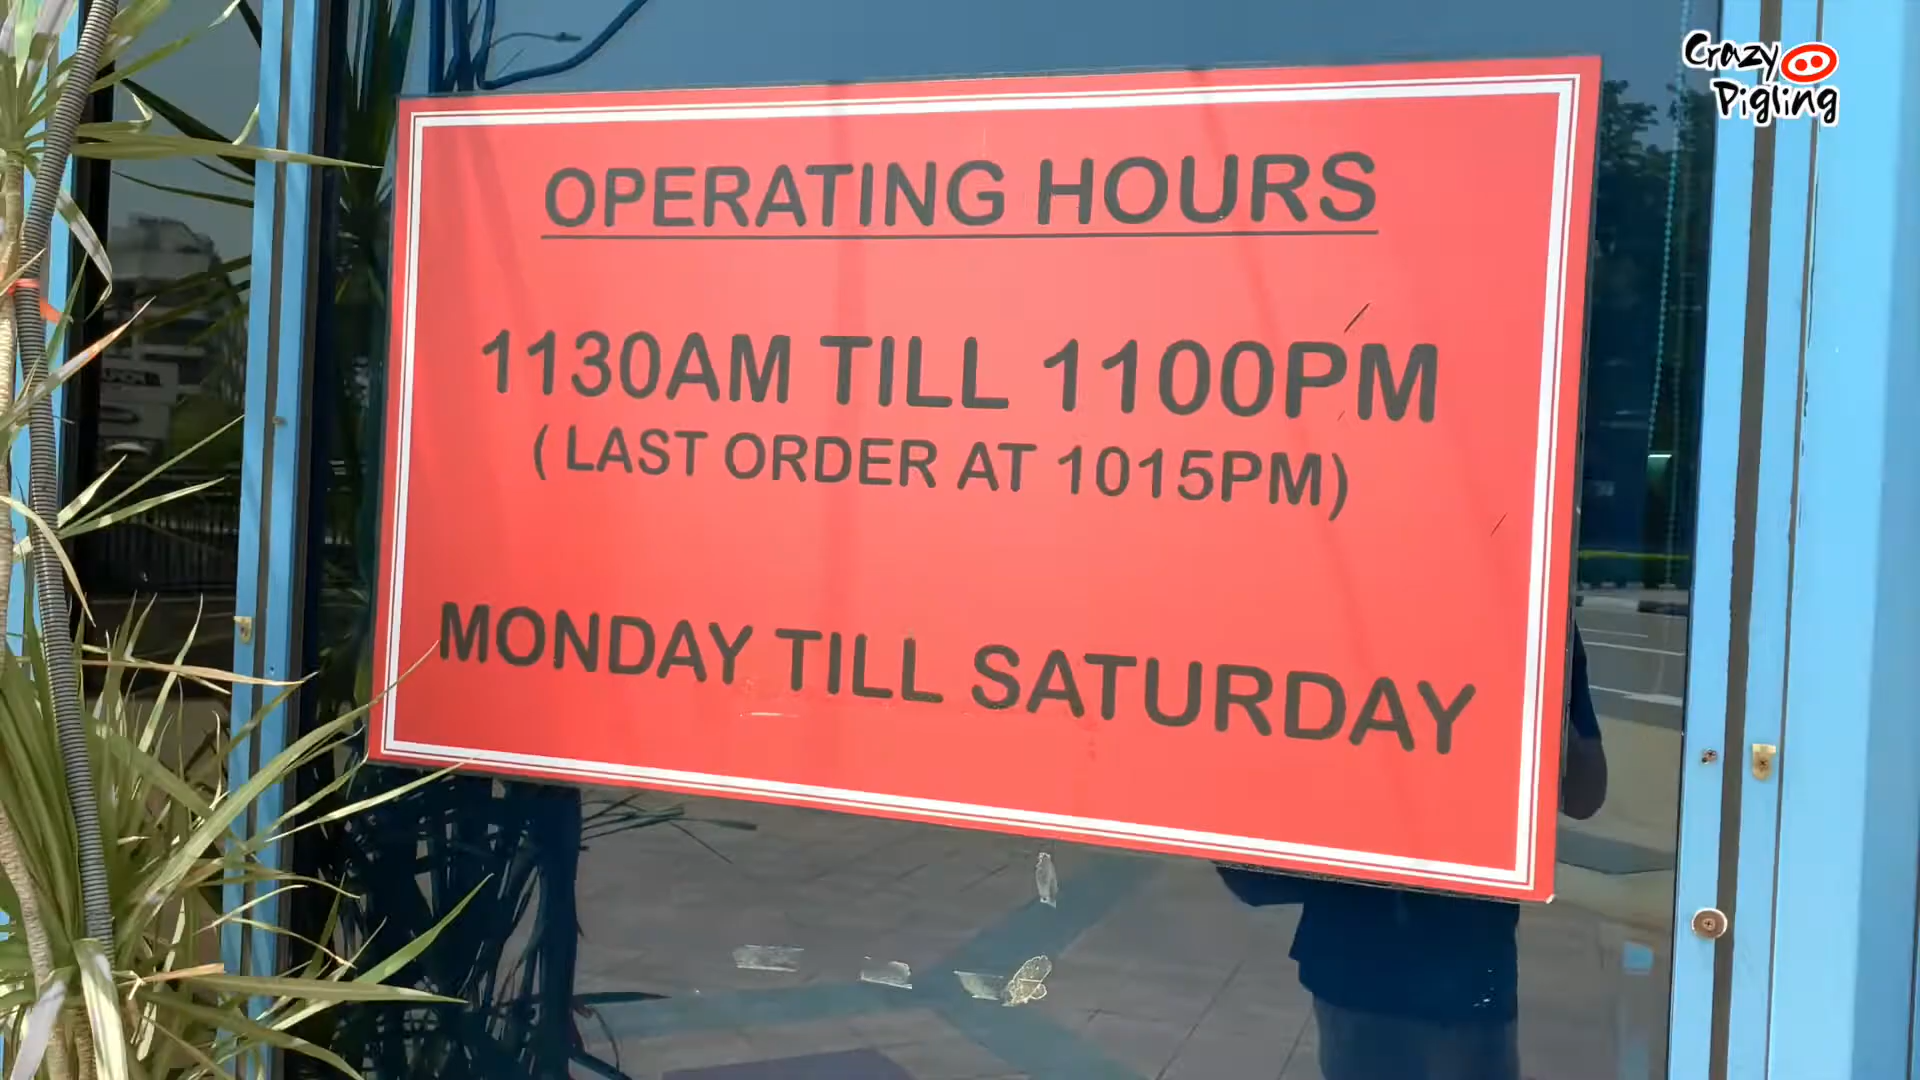 Crazy
Pigling
OPERATING HOURS
1130AM TILL 1100PM
( LAST ORDER AT 1015PM)
MONDAY TILL SATURDAY